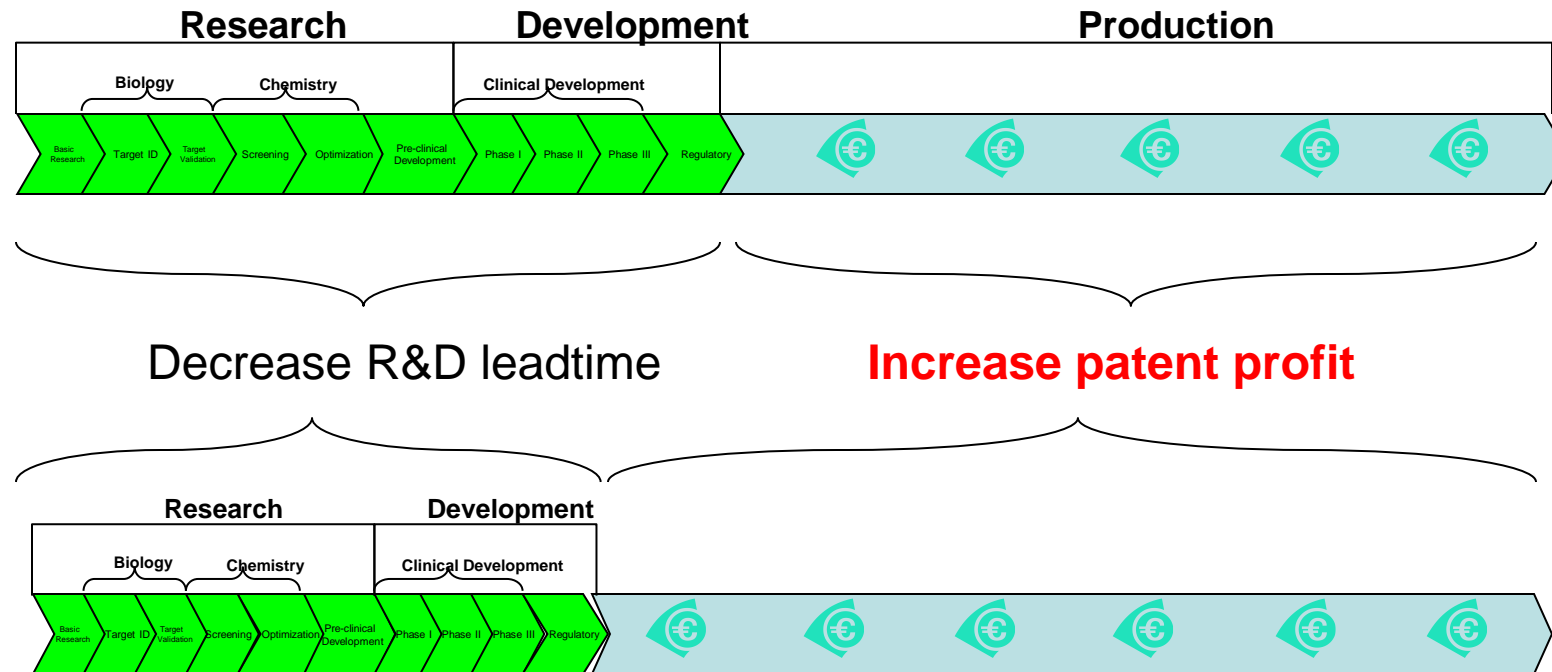 Research
Development
Production
Biology
Chemistry
Clinical Development
Basic
Research
Target ID
Target
Validation
Screening
Optimization
Pre-clinical
Development
Phase I
Phase II
Phase III
Regulatory
€
€
€
€
€
Decrease R&D leadtime
Increase patent profit
Research
Development
Biology
Chemistry
Clinical Development
Basic
Research
Target ID
Target
Validation
Screening
Optimization
Pre-clinical
Development
Phase I
Phase II
Phase III
Regulatory
€
€
€
€
€
€